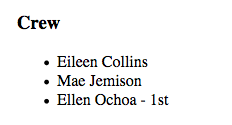 Crew
• Eileen Collins
• Mae Jemison
• Ellen Ochoa - 1st